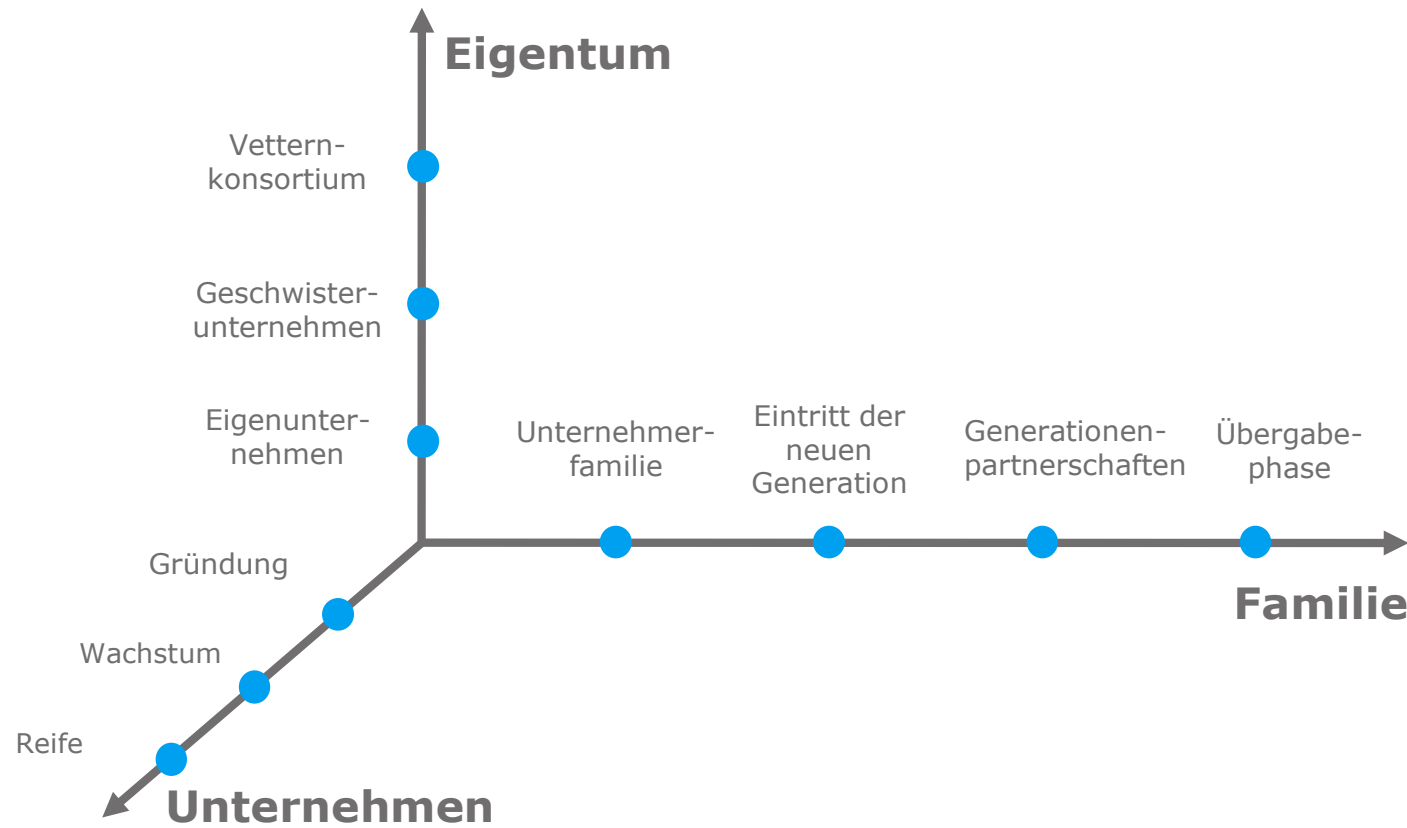 Eigentum
Vettern-
konsortium
Geschwister-
unternehmen
Eigenunter-
nehmen
Unternehmer-
familie
Eintritt der
neuen
Generation
Generationen-
partnerschaften
Übergabe-
phase
Gründung
Familie
Wachstum
Reife
Unternehmen